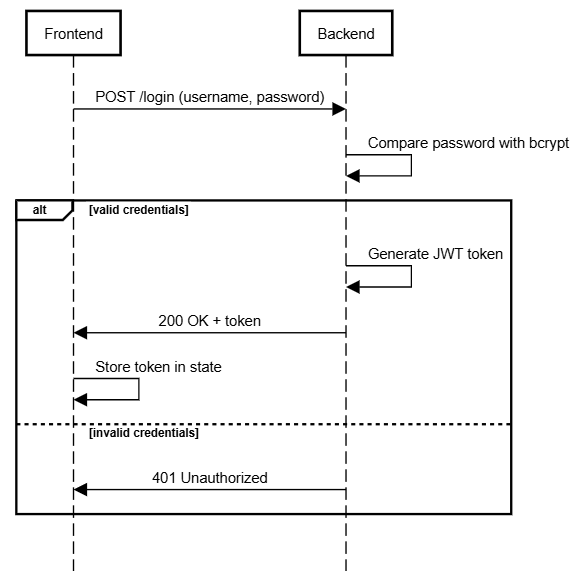 Frontend
Backend
POST /login (username, password)
Compare password with bcrypt
alt
[valid credentials]
Generate JWT token
200 OK + token
Store token in state
[invalid credentials]
401 Unauthorized